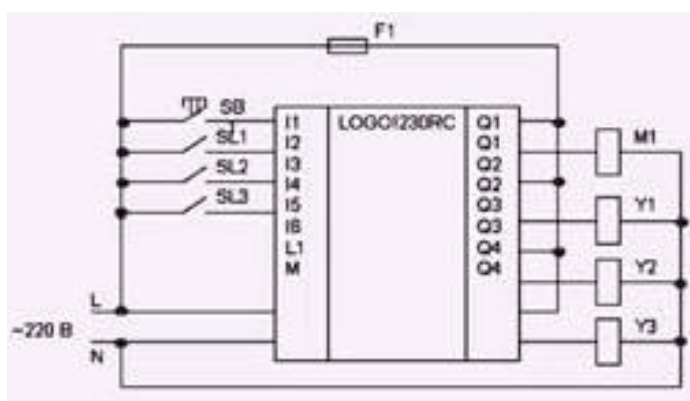 F1
SB
SL1
SL2
SL3
I1
I2
I3
I4
I5
I6
L1
M
LOGO!230RC
Q1
Q1
Q2
Q2
Q3
Q3
Q4
Q4
M1
Y1
Y2
Y3
L
~220 В
N